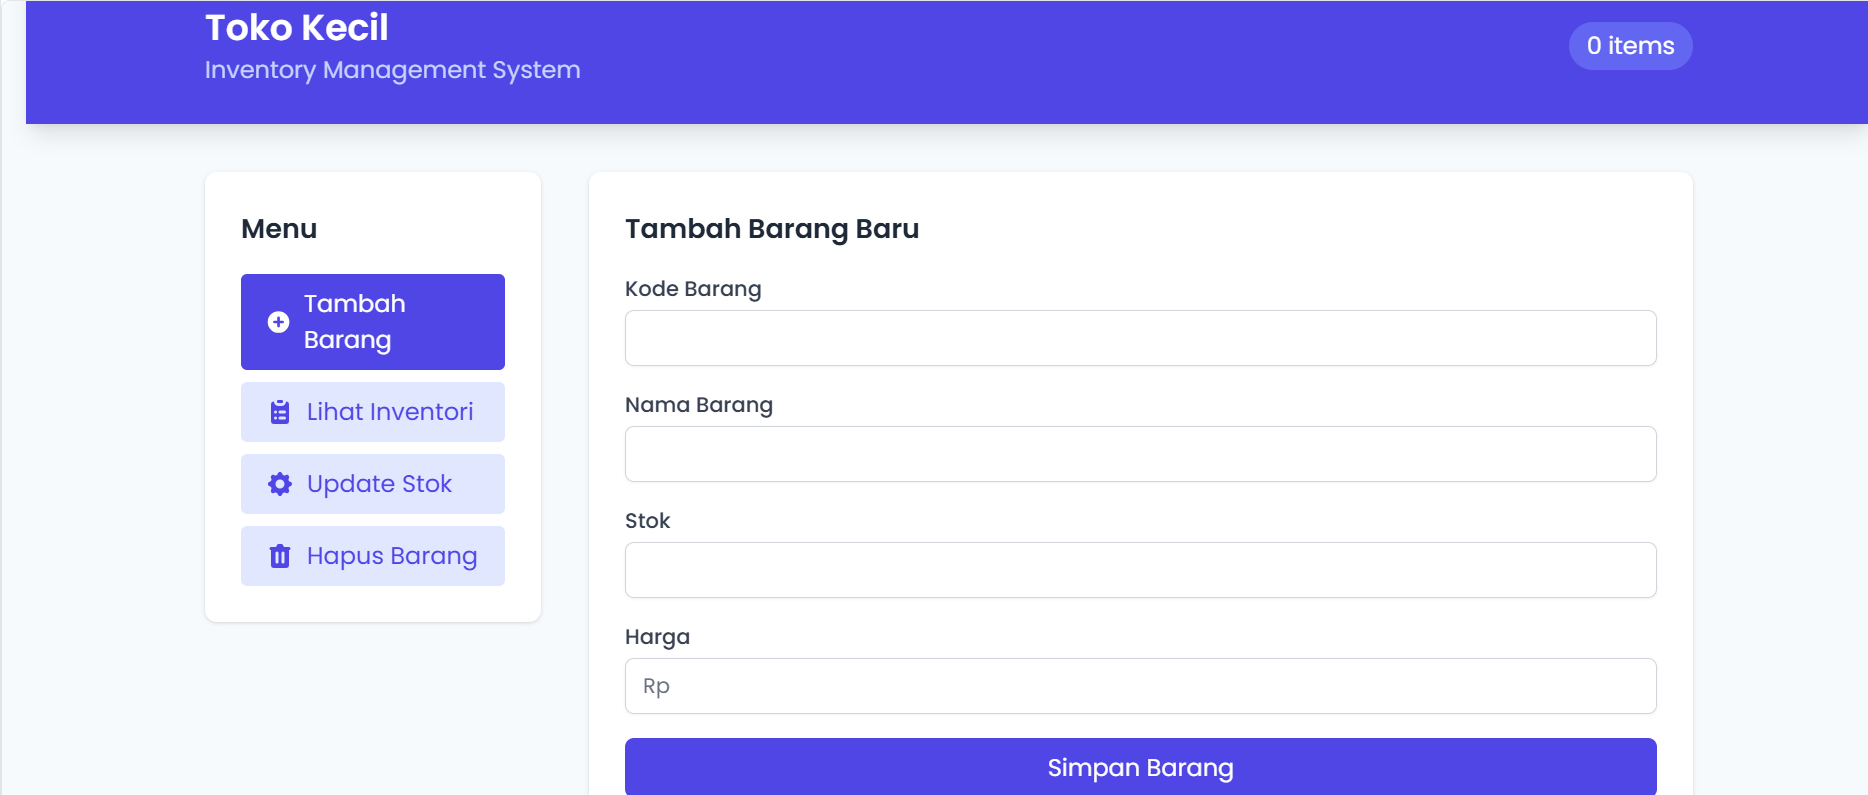 Toko Kecil
Inventory Management System
0 items
Menu
Tambah
Barang
Lihat Inventori
Update Stok
Hapus Barang
Tambah Barang Baru
Kode Barang
Nama Barang
Stok
Harga
Rp
Simpan Barang